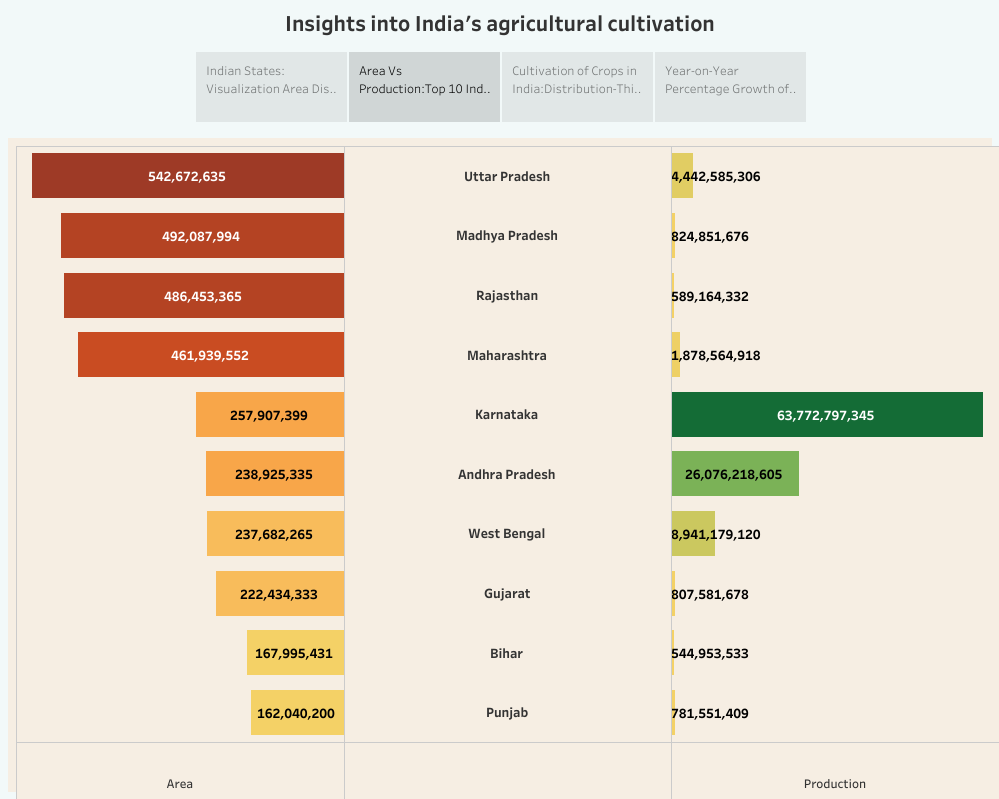 Insights into India's agricultural cultivation
Indian States:
Visualization Area Dis..
Area Vs
Production:Top 10 Ind..
Cultivation of Crops in
India:Distribution-Thi..
Year-on-Year
Percentage Growth of..
542,672,635 Uttar Pradesh 4,442,585,306
492,087,994 Madhya Pradesh 824,851,676
486,453,365 Rajasthan 589,164,332
461,939,552 Maharashtra 1,878,564,918
257,907,399 Karnataka 63,772,797,345
238,925,335 Andhra Pradesh 26,076,218,605
237,682,265 West Bengal 8,941,179,120
222,434,333 Gujarat 807,581,678
167,995,431 Bihar 544,953,533
162,040,200 Punjab 781,551,409
Area Production